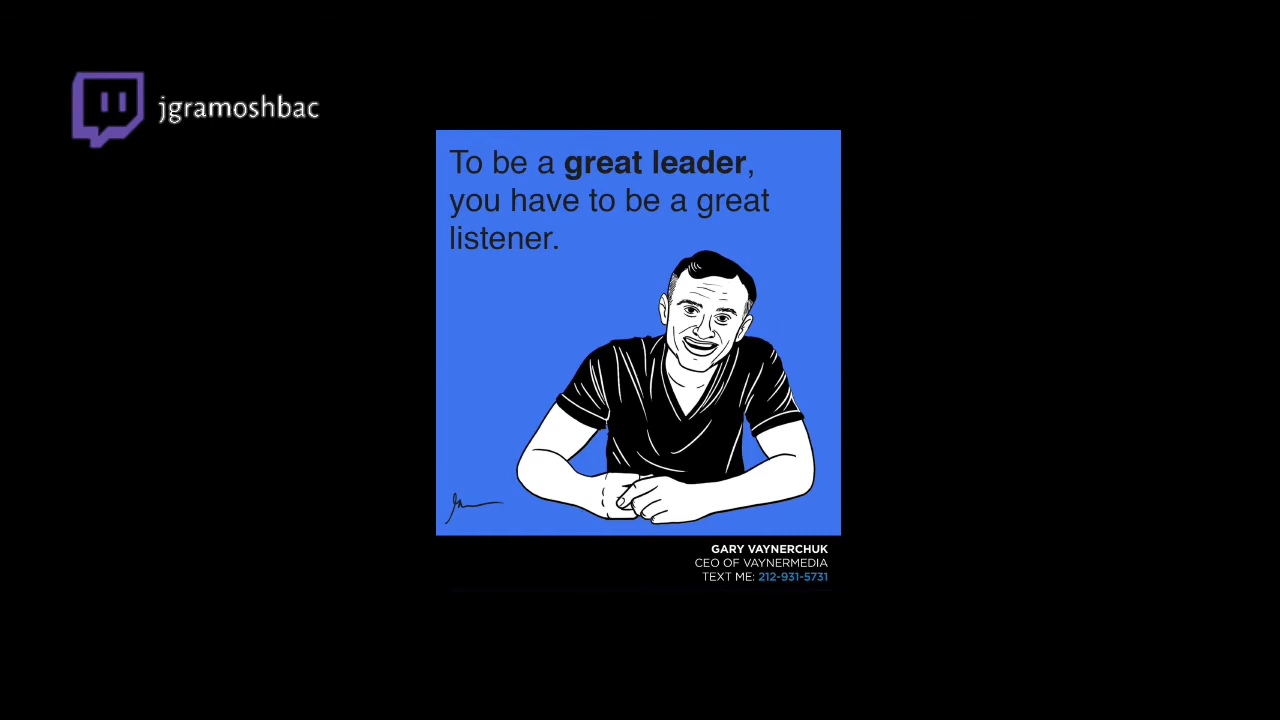 jgramoshbac
To be a great leader,
you have to be a great
listener.
GARY VAYNERCHUK
CEO OF VAYNERMEDIA
TEXT ME: 212-931-5731